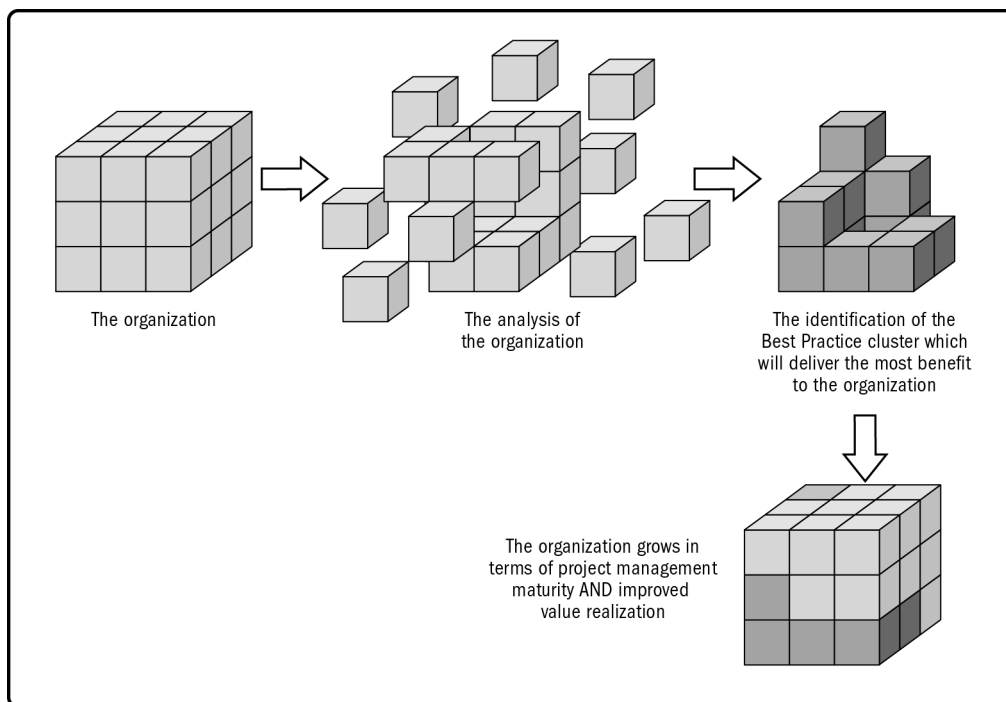 The organization
The analysis of
the organization
The identification of the
Best Practice cluster which
will deliver the most benefit
to the organization
The organization grows in
terms of project management
maturity AND improved
value realization